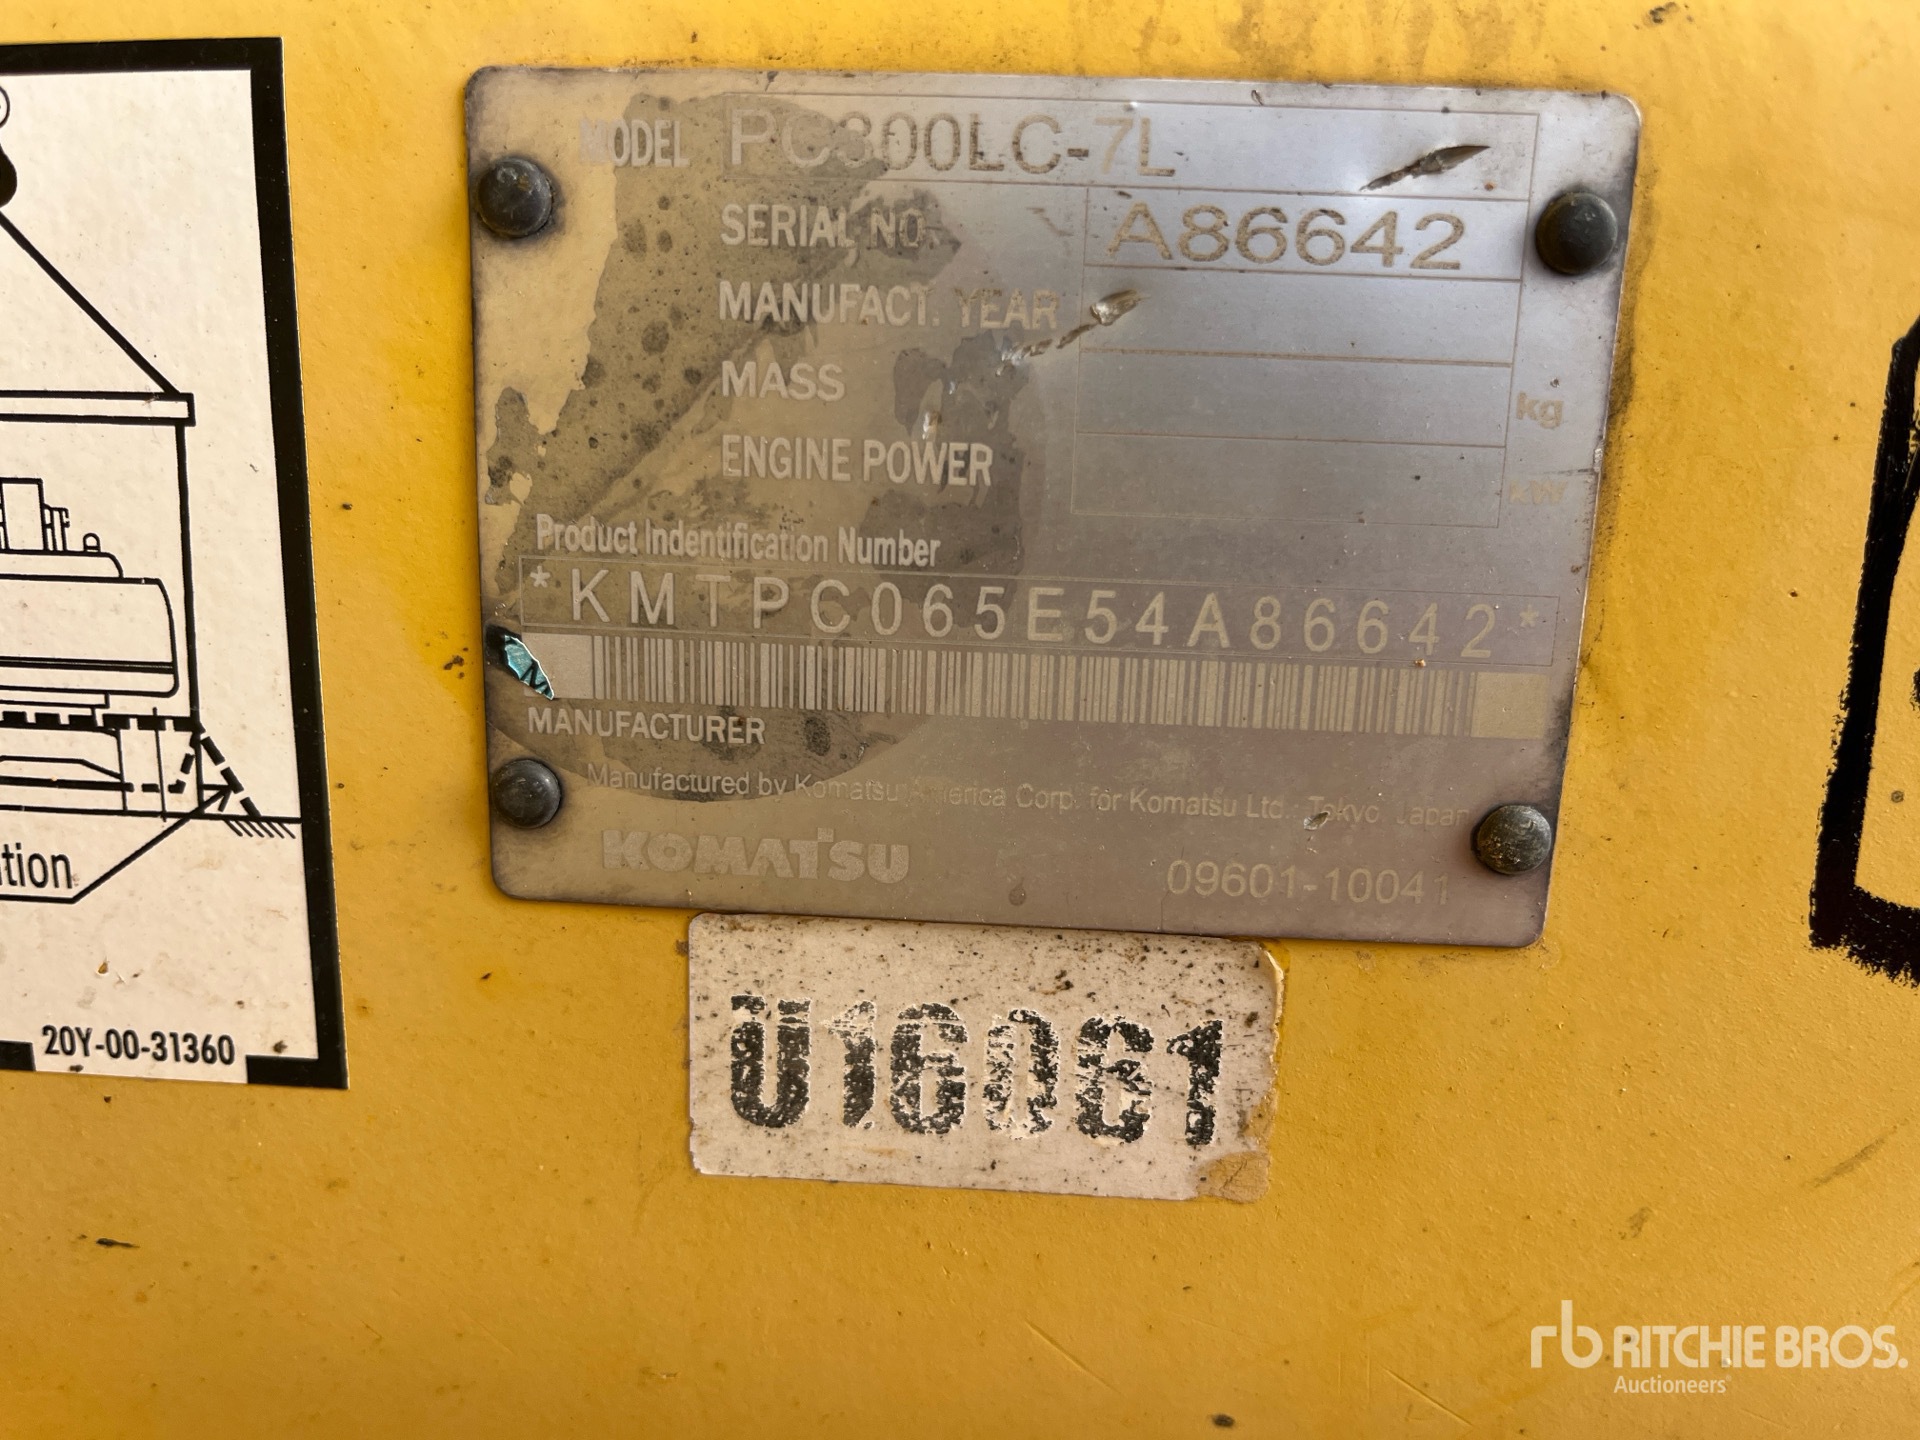 MODEL PC300LC-7L
SERIAL NO. A86642
MANUFACT. YEAR
MASS kg
ENGINE POWER kW
Product Indentification Number
*KMTPC065E54A86642*
MANUFACTURER
Manufactured by Komatsu America Corp. for Komatsu Ltd., Tokyo, Japan
KOMATSU 09601-10041
tion
20Y-00-31360
U16061
rb RITCHIE BROS.
Auctioneers